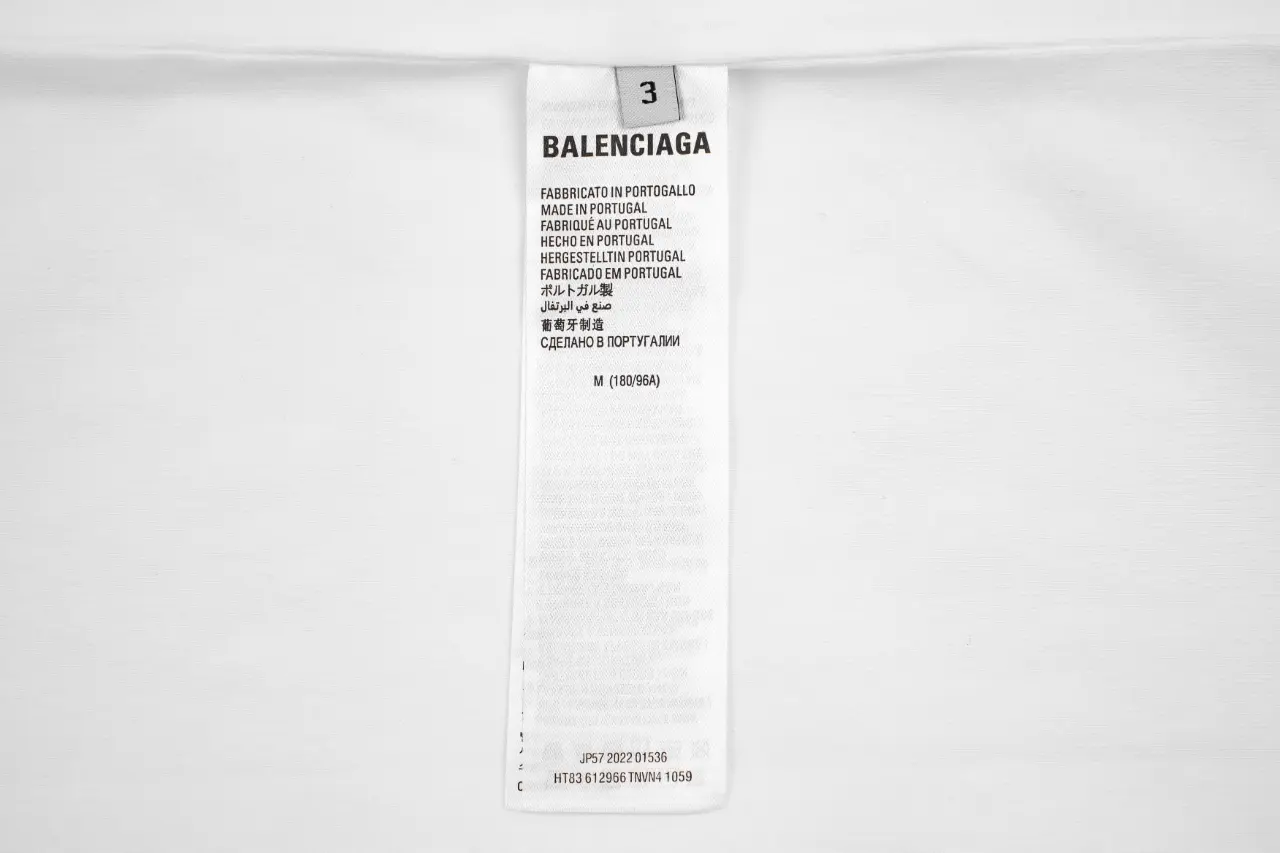 3
BALENCIAGA
FABBRICATO IN PORTOGALLO
MADE IN PORTUGAL
FABRIQUÉ AU PORTUGAL
HECHO EN PORTUGAL
HERGESTELLTIN PORTUGAL
FABRICADO EM PORTUGAL
ポルトガル製
صنع في البرتغال
葡萄牙制造
СДЕЛАНО В ПОРТУГАЛИИ
M (180/96A)
JP57 2022 01536
HT83 612966 TNVN4 1059